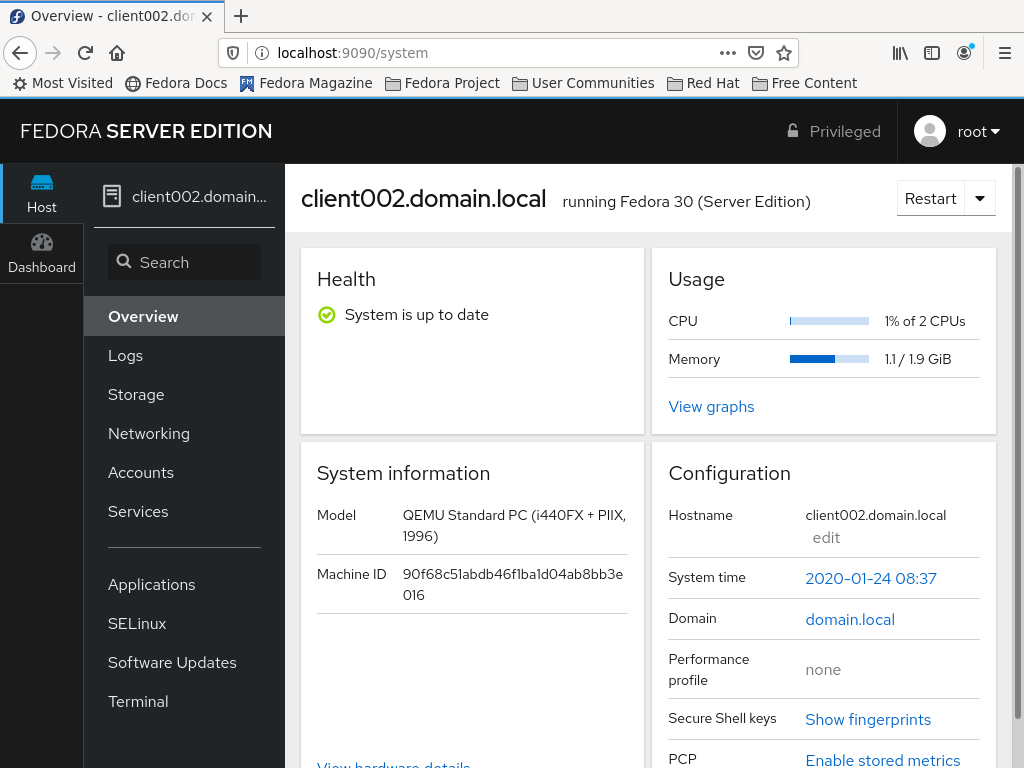 Overview - client002.do
localhost:9090/system
Most Visited Fedora Docs Fedora Magazine Fedora Project User Communities Red Hat Free Content
FEDORA SERVER EDITION
Privileged
root
Host
Dashboard
client002.domain...
Search
Overview
Logs
Storage
Networking
Accounts
Services
Applications
SELinux
Software Updates
Terminal
client002.domain.local running Fedora 30 (Server Edition)
Restart
Health
System is up to date
Usage
CPU 1% of 2 CPUs
Memory 1.1 / 1.9 GiB
View graphs
System information
Model QEMU Standard PC (i440FX + PIIX,
1996)
Machine ID 90f68c51abdb46f1ba1d04ab8bb3e
016
View hardware details
Configuration
Hostname client002.domain.local
edit
System time 2020-01-24 08:37
Domain domain.local
Performance
profile none
Secure Shell keys Show fingerprints
PCP Enable stored metrics